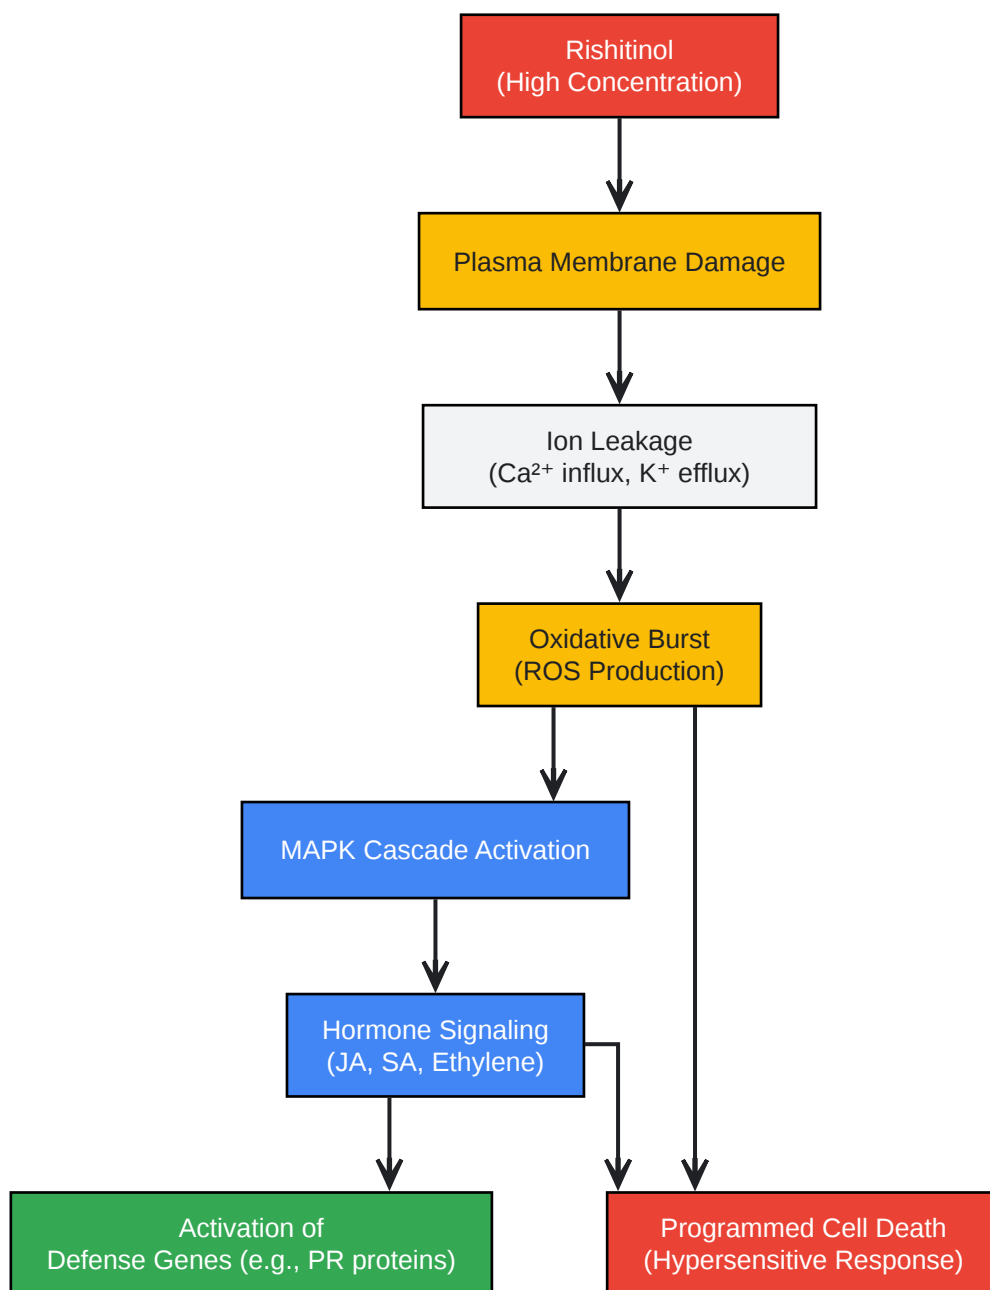 Rishitinol
(High Concentration)
Plasma Membrane Damage
Ion Leakage
(Ca²⁺ influx, K⁺ efflux)
Oxidative Burst
(ROS Production)
MAPK Cascade Activation
Hormone Signaling
(JA, SA, Ethylene)
Activation of
Defense Genes (e.g., PR proteins)
Programmed Cell Death
(Hypersensitive Response)